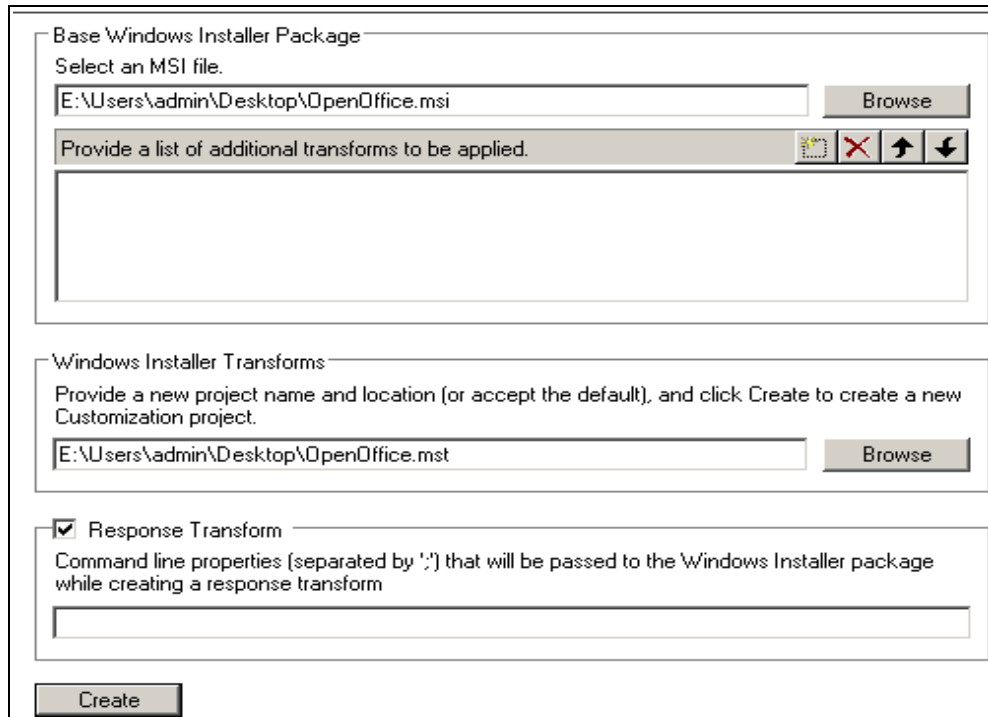 Base Windows Installer Package
Select an MSI file.
E:\Users\admin\Desktop\OpenOffice.msi
Browse
Provide a list of additional transforms to be applied.
Windows Installer Transforms
Provide a new project name and location (or accept the default), and click Create to create a new
Customization project.
E:\Users\admin\Desktop\OpenOffice.mst
Browse
Response Transform
Command line properties (separated by ';') that will be passed to the Windows Installer package
while creating a response transform
Create